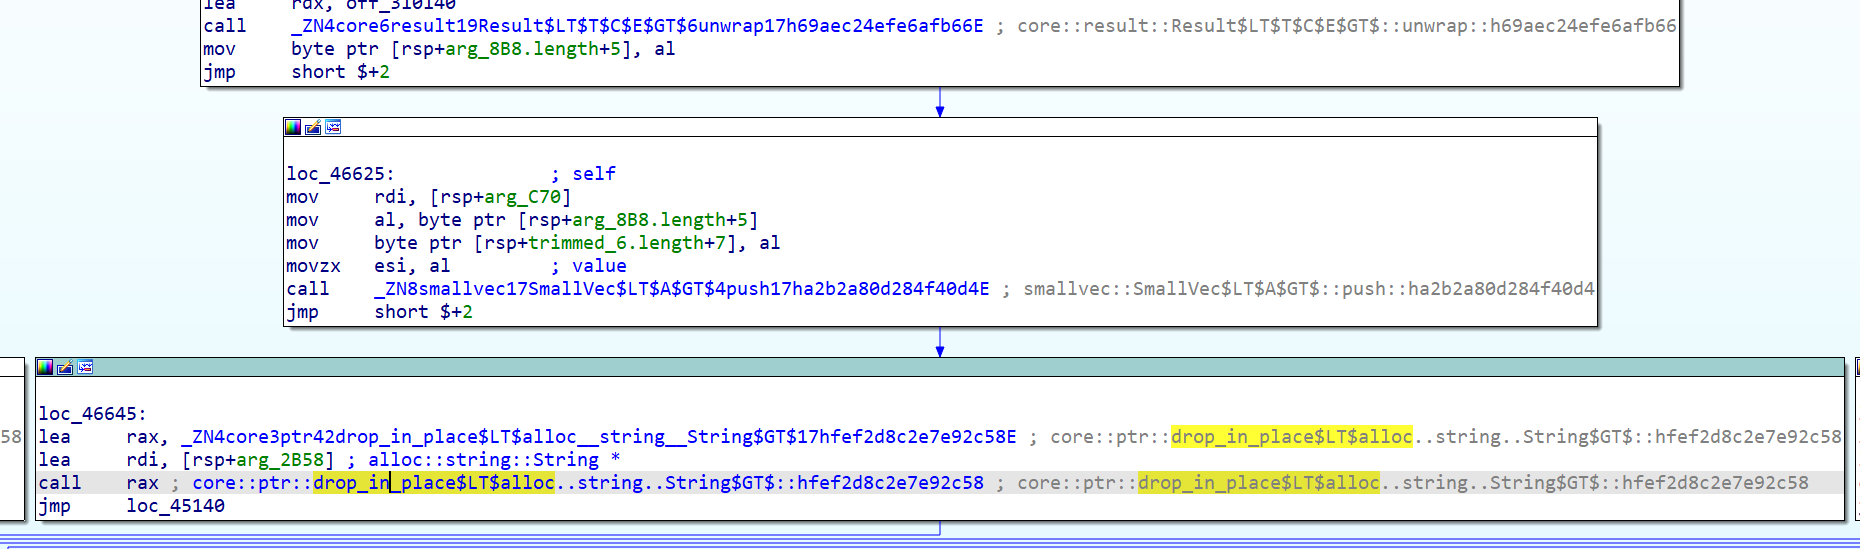 lea     rdx, off_310140
call    _ZN4core6result19Result$LT$T$C$E$GT$6unwrap17h69aec24efe6afb66E ; core::result::Result$LT$T$C$E$GT$::unwrap::h69aec24efe6afb66
mov     byte ptr [rsp+arg_8B8.length+5], al
jmp     short $+2
loc_46625:              ; self
mov     rdi, [rsp+arg_C70]
mov     al, byte ptr [rsp+arg_8B8.length+5]
mov     byte ptr [rsp+trimmed_6.length+7], al
movzx   esi, al         ; value
call    _ZN8smallvec17SmallVec$LT$A$GT$4push17ha2b2a80d284f40d4E ; smallvec::SmallVec$LT$A$GT$::push::ha2b2a80d284f40d4
jmp     short $+2
loc_46645:
58 lea     rax, _ZN4core3ptr42drop_in_place$LT$alloc__string__String$GT$17hfef2d8c2e7e92c58E ; core::ptr::drop_in_place$LT$alloc..string..String$GT$::hfef2d8c2e7e92c58
lea     rdi, [rsp+arg_2B58] ; alloc::string::String *
call    rax ; core::ptr::drop_in_place$LT$alloc..string..String$GT$::hfef2d8c2e7e92c58 ; core::ptr::drop_in_place$LT$alloc..string..String$GT$::hfef2d8c2e7e92c58
jmp     loc_45140